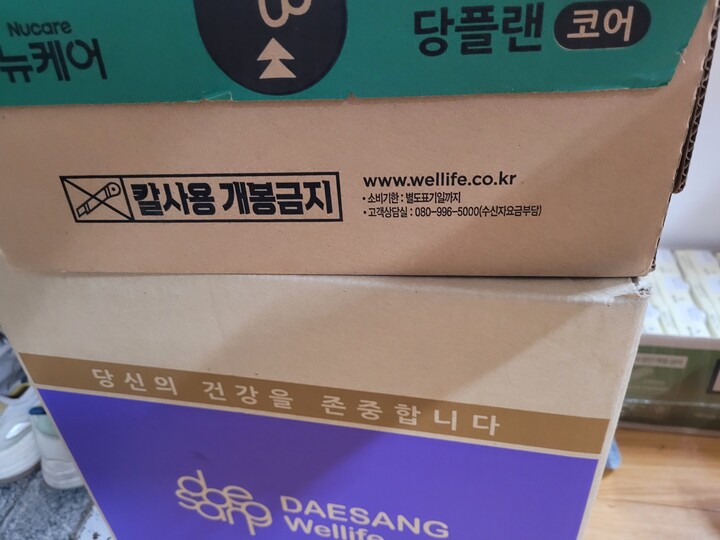 Nucare
뉴케어
당플랜 코어
칼사용 개봉금지
www.wellife.co.kr
• 소비기한 : 별도표기일까지
• 고객상담실 : 080-996-5000(수신자요금부담)
당신의 건강을 존중합니다
daesang
DAESANG
Wellife